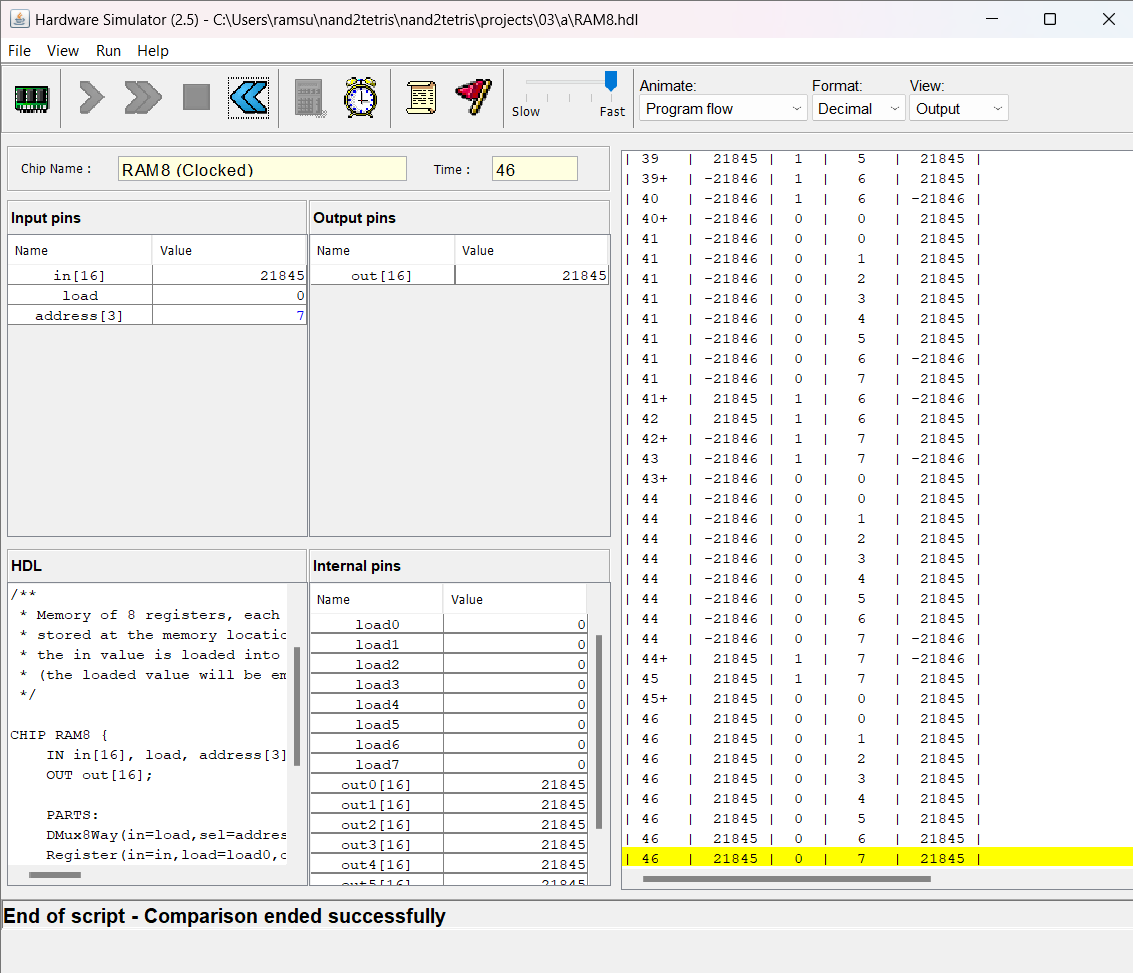 Hardware Simulator (2.5) - C:\Users\ramsu\nand2tetris\nand2tetris\projects\03\a\RAM8.hdl
File View Run Help
Slow Fast
Animate: Format: View:
Program flow Decimal Output
Chip Name : RAM8 (Clocked) Time : 46
Input pins
Name Value
in[16] 21845
load 0
address[3] 7
Output pins
Name Value
out[16] 21845
HDL
/**
* Memory of 8 registers, each
* stored at the memory locatic
* the in value is loaded into
* (the loaded value will be em
*/
CHIP RAM8 {
IN in[16], load, address[3]
OUT out[16];
PARTS:
DMux8Way(in=load,sel=addres
Register(in=in,load=load0,c
Internal pins
Name Value
load0 0
load1 0
load2 0
load3 0
load4 0
load5 0
load6 0
load7 0
out0[16] 21845
out1[16] 21845
out2[16] 21845
out3[16] 21845
out4[16] 21845
out5[16] 21845
| 39 | 21845 | 1 | 5 | 21845 |
| 39+ | -21846 | 1 | 6 | 21845 |
| 40 | -21846 | 1 | 6 | -21846 |
| 40+ | -21846 | 0 | 0 | 21845 |
| 41 | -21846 | 0 | 0 | 21845 |
| 41 | -21846 | 0 | 1 | 21845 |
| 41 | -21846 | 0 | 2 | 21845 |
| 41 | -21846 | 0 | 3 | 21845 |
| 41 | -21846 | 0 | 4 | 21845 |
| 41 | -21846 | 0 | 5 | 21845 |
| 41 | -21846 | 0 | 6 | -21846 |
| 41 | -21846 | 0 | 7 | 21845 |
| 41+ | 21845 | 1 | 6 | -21846 |
| 42 | 21845 | 1 | 6 | 21845 |
| 42+ | -21846 | 1 | 7 | 21845 |
| 43 | -21846 | 1 | 7 | -21846 |
| 43+ | -21846 | 0 | 0 | 21845 |
| 44 | -21846 | 0 | 0 | 21845 |
| 44 | -21846 | 0 | 1 | 21845 |
| 44 | -21846 | 0 | 2 | 21845 |
| 44 | -21846 | 0 | 3 | 21845 |
| 44 | -21846 | 0 | 4 | 21845 |
| 44 | -21846 | 0 | 5 | 21845 |
| 44 | -21846 | 0 | 6 | 21845 |
| 44 | -21846 | 0 | 7 | -21846 |
| 44+ | 21845 | 1 | 7 | -21846 |
| 45 | 21845 | 1 | 7 | 21845 |
| 45+ | 21845 | 0 | 0 | 21845 |
| 46 | 21845 | 0 | 0 | 21845 |
| 46 | 21845 | 0 | 1 | 21845 |
| 46 | 21845 | 0 | 2 | 21845 |
| 46 | 21845 | 0 | 3 | 21845 |
| 46 | 21845 | 0 | 4 | 21845 |
| 46 | 21845 | 0 | 5 | 21845 |
| 46 | 21845 | 0 | 6 | 21845 |
| 46 | 21845 | 0 | 7 | 21845 |
End of script - Comparison ended successfully